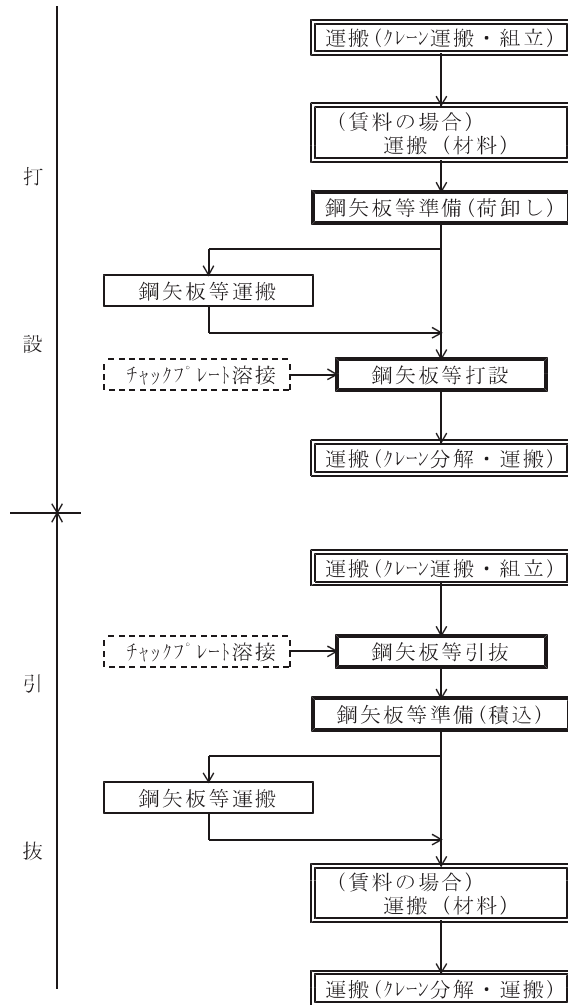 運搬(ｸﾚｰﾝ運搬・組立)
(賃料の場合)
運搬(材料)
打
鋼矢板等準備(荷卸し)
鋼矢板等運搬
設
ﾁｬｯｸﾌﾟﾚｰﾄ溶接
鋼矢板等打設
運搬(ｸﾚｰﾝ分解・運搬)
運搬(ｸﾚｰﾝ運搬・組立)
ﾁｬｯｸﾌﾟﾚｰﾄ溶接
鋼矢板等引抜
引
鋼矢板等準備(積込)
鋼矢板等運搬
抜
(賃料の場合)
運搬(材料)
運搬(ｸﾚｰﾝ分解・運搬)